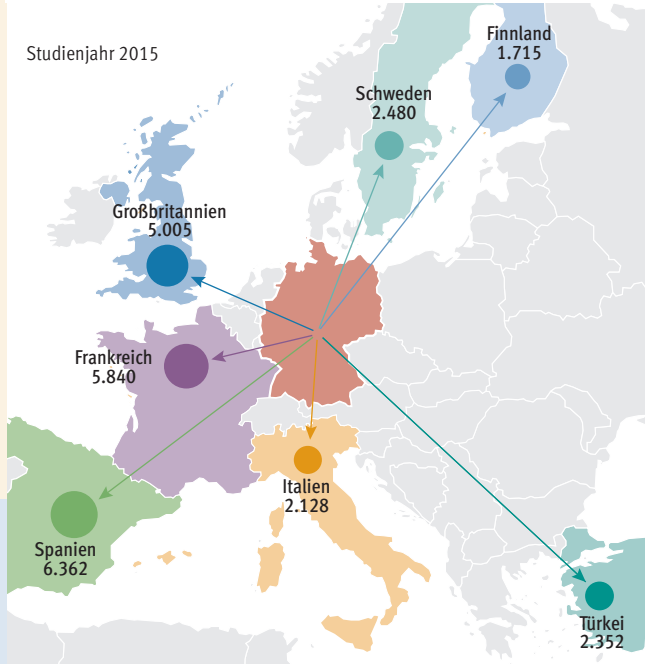 Studienjahr 2015
Finnland
1.715
Schweden
2.480
Großbritannien
5.005
Frankreich
5.840
Italien
2.128
Spanien
6.362
Türkei
2.352